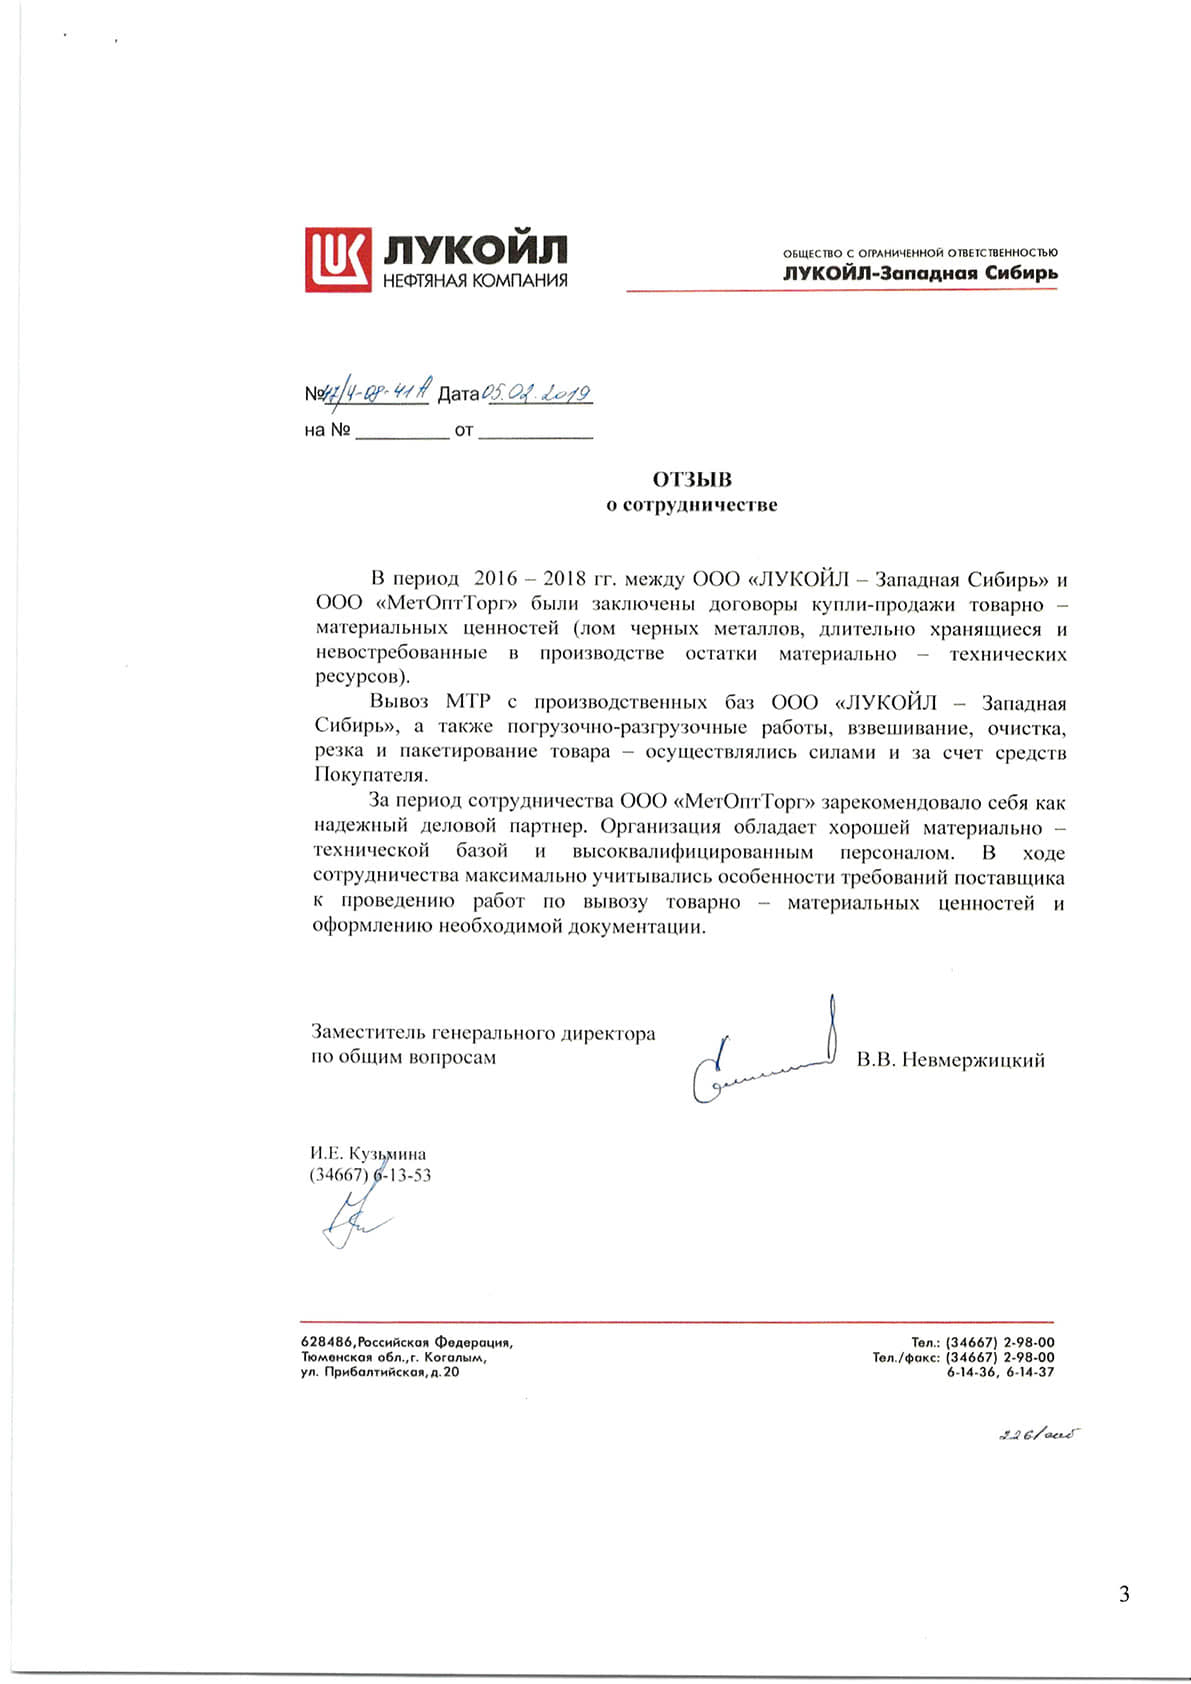 ЛУКОЙЛ
НЕФТЯНАЯ КОМПАНИЯ
ОБЩЕСТВО С ОГРАНИЧЕННОЙ ОТВЕТСТВЕННОСТЬЮ
ЛУКОЙЛ-Западная Сибирь
№ 47/4-08-41А Дата 05.02.2019
на № __________ от ____________
ОТЗЫВ
о сотрудничестве
В период 2016 – 2018 гг. между ООО «ЛУКОЙЛ – Западная Сибирь» и
ООО «МетОптТорг» были заключены договоры купли-продажи товарно –
материальных ценностей (лом черных металлов, длительно хранящиеся и
невостребованные в производстве остатки материально – технических
ресурсов).
Вывоз МТР с производственных баз ООО «ЛУКОЙЛ – Западная
Сибирь», а также погрузочно-разгрузочные работы, взвешивание, очистка,
резка и пакетирование товара – осуществлялись силами и за счет средств
Покупателя.
За период сотрудничества ООО «МетОптТорг» зарекомендовало себя как
надежный деловой партнер. Организация обладает хорошей материально –
технической базой и высоквалифицированным персоналом. В ходе
сотрудничества максимально учитывались особенности требований поставщика
к проведению работ по вывозу товарно – материальных ценностей и
оформлению необходимой документации.
Заместитель генерального директора
по общим вопросам
В.В. Невмержицкий
И.Е. Кузьмина
(34667) 6-13-53
628486,Российская Федерация,
Тюменская обл.,г. Когалым,
ул. Прибалтийская,д.20
Тел.: (34667) 2-98-00
Тел./факс: (34667) 2-98-00
6-14-36, 6-14-37
3